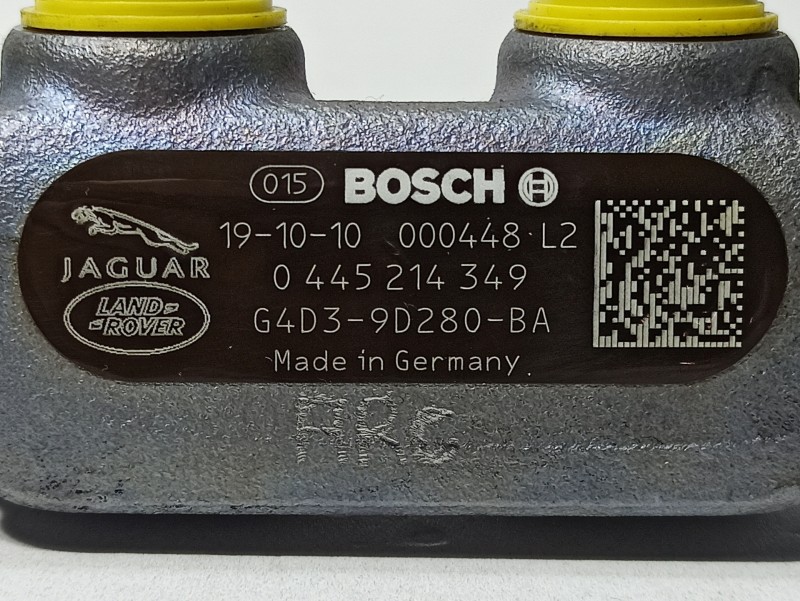 015 BOSCH
19-10-10 000448 L2
JAGUAR
0 445 214 349
LAND-
-ROVER
G4D3-9D280-BA
Made in Germany